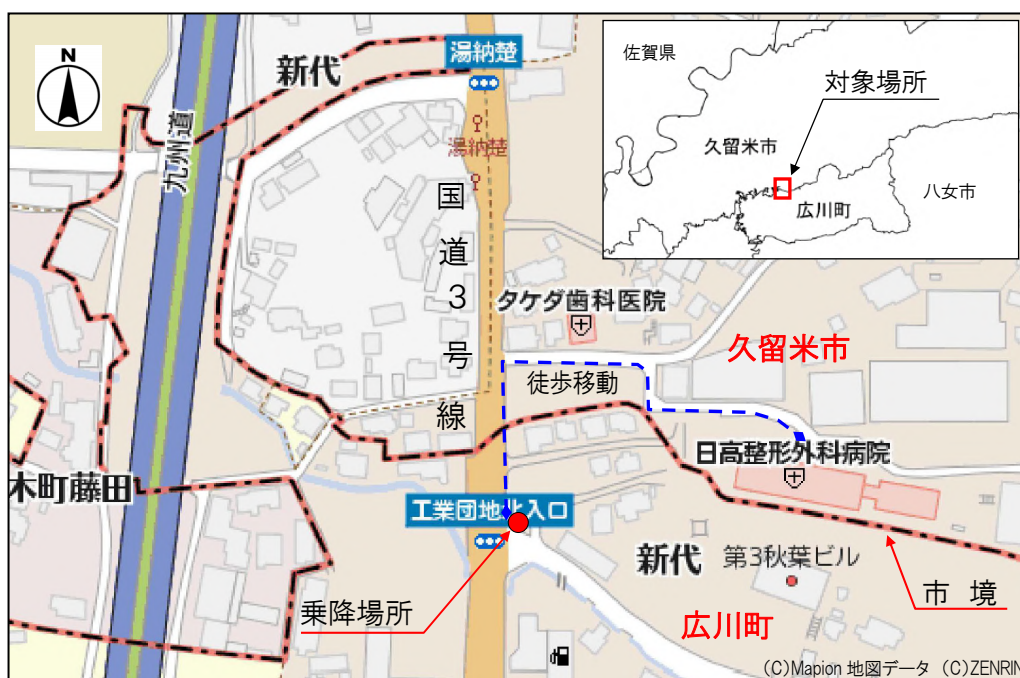 N
新代
湯納楚
湯納楚
九州道
国道3号線
佐賀県
対象場所
久留米市
八女市
広川町
タケダ歯科医院
久留米市
徒歩移動
日高整形外科病院
木町藤田
工業団地北入口
新代
第3秋葉ビル
乗降場所
市境
広川町
(C)Mapion 地図データ (C)ZENRIN